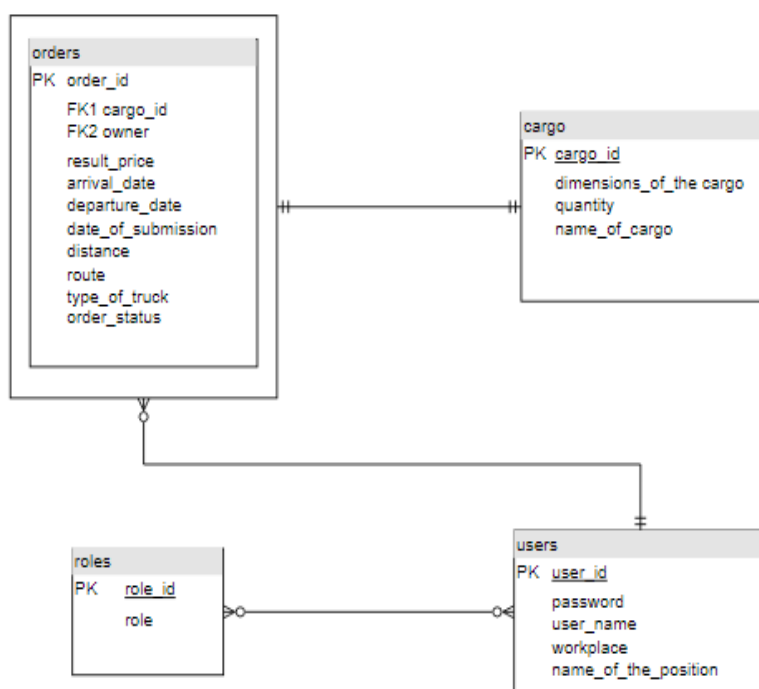 orders
PK order_id
FK1 cargo_id
FK2 owner
result_price
arrival_date
departure_date
date_of_submission
distance
route
type_of_truck
order_status
cargo
PK cargo_id
dimensions_of_the cargo
quantity
name_of_cargo
roles
PK role_id
role
users
PK user_id
password
user_name
workplace
name_of_the_position